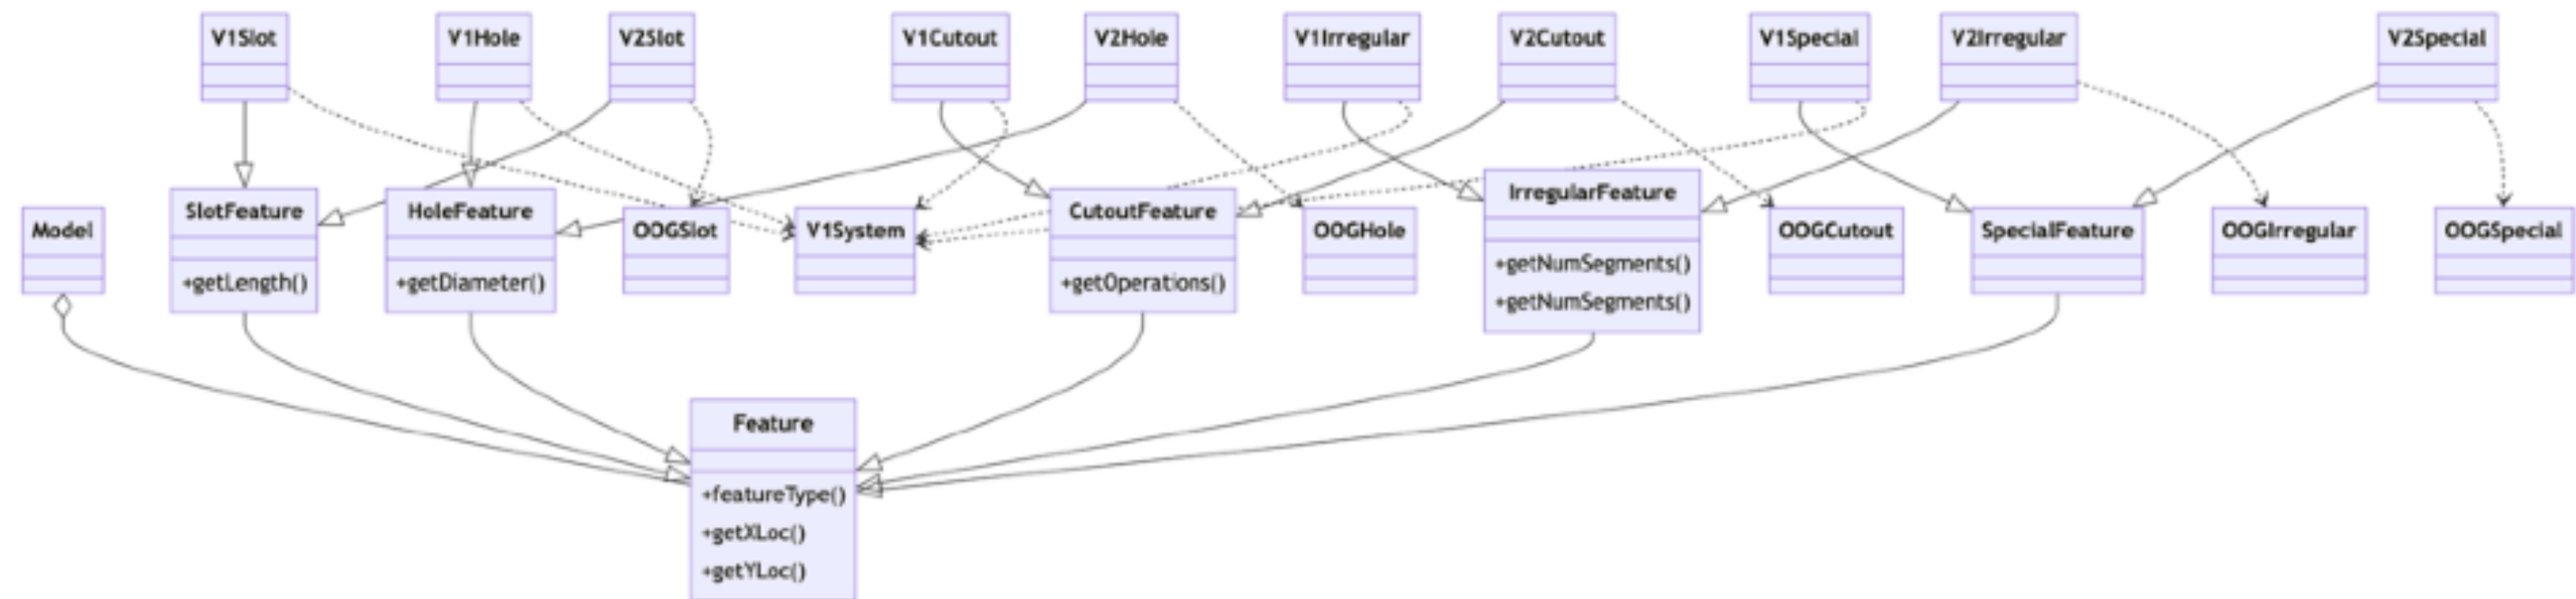 V1Slot
V1Hole
V2Slot
V1Cutout
V2Hole
V1Irregular
V2Cutout
V1Special
V2Irregular
V2Special
Model
SlotFeature
+getLength()
HoleFeature
+getDiameter()
OOGSlot
V1System
CutoutFeature
+getOperations()
OOGHole
IrregularFeature
+getNumSegments()
+getNumSegments()
OOGCutout
SpecialFeature
OOGIrregular
OOGSpecial
Feature
+featureType()
+getXLoc()
+getYLoc()